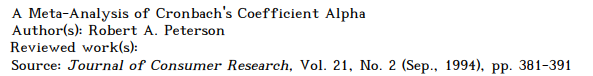 A Meta-Analysis of Cronbach's Coefficient Alpha
Author(s): Robert A. Peterson
Reviewed work(s):
Source: Journal of Consumer Research, Vol. 21, No. 2 (Sep., 1994), pp. 381-391